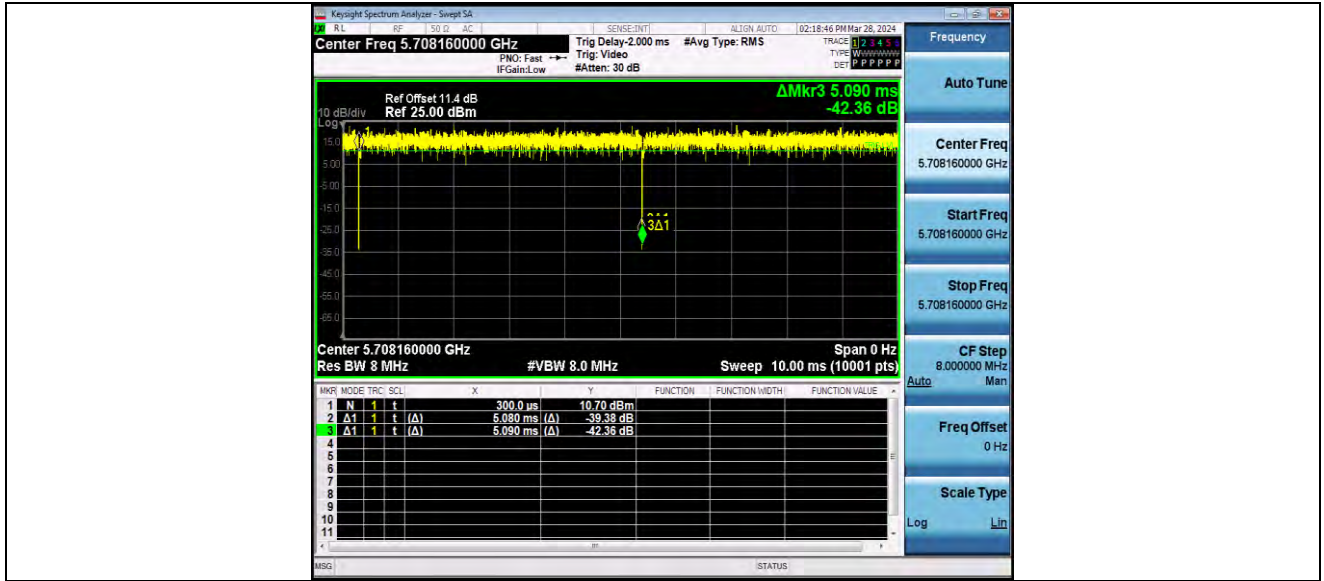 Keysight Spectrum Analyzer - Swept SA
RL RF 50 Ω AC SENSE:INT ALIGN AUTO 02:18:46 PM Mar 28, 2024
Center Freq 5.708160000 GHz
PNO: Fast
IFGain:Low
Trig Delay-2.000 ms
Trig: Video
#Atten: 30 dB
#Avg Type: RMS
TRACE 1 2 3 4 5 6
TYPE
DET P P P P P P
ΔMkr3 5.090 ms
-42.36 dB
Ref Offset 11.4 dB
10 dB/div Ref 25.00 dBm
Log
15.0
5.00
-5.00
-15.0
-25.0
-35.0
-45.0
-55.0
-65.0
3Δ1
Center 5.708160000 GHz Span 0 Hz
Res BW 8 MHz #VBW 8.0 MHz Sweep 10.00 ms (10001 pts)
MKR MODE TRC SCL X Y FUNCTION FUNCTION WIDTH FUNCTION VALUE
1 N 1 t 300.0 us 10.70 dBm
2 Δ1 1 t (Δ) 5.080 ms (Δ) -39.38 dB
3 Δ1 1 t (Δ) 5.090 ms (Δ) -42.36 dB
4
5
6
7
8
9
10
11
MSG STATUS
Frequency
Auto Tune
Center Freq
5.708160000 GHz
Start Freq
5.708160000 GHz
Stop Freq
5.708160000 GHz
CF Step
8.000000 MHz
Auto Man
Freq Offset
0 Hz
Scale Type
Log Lin